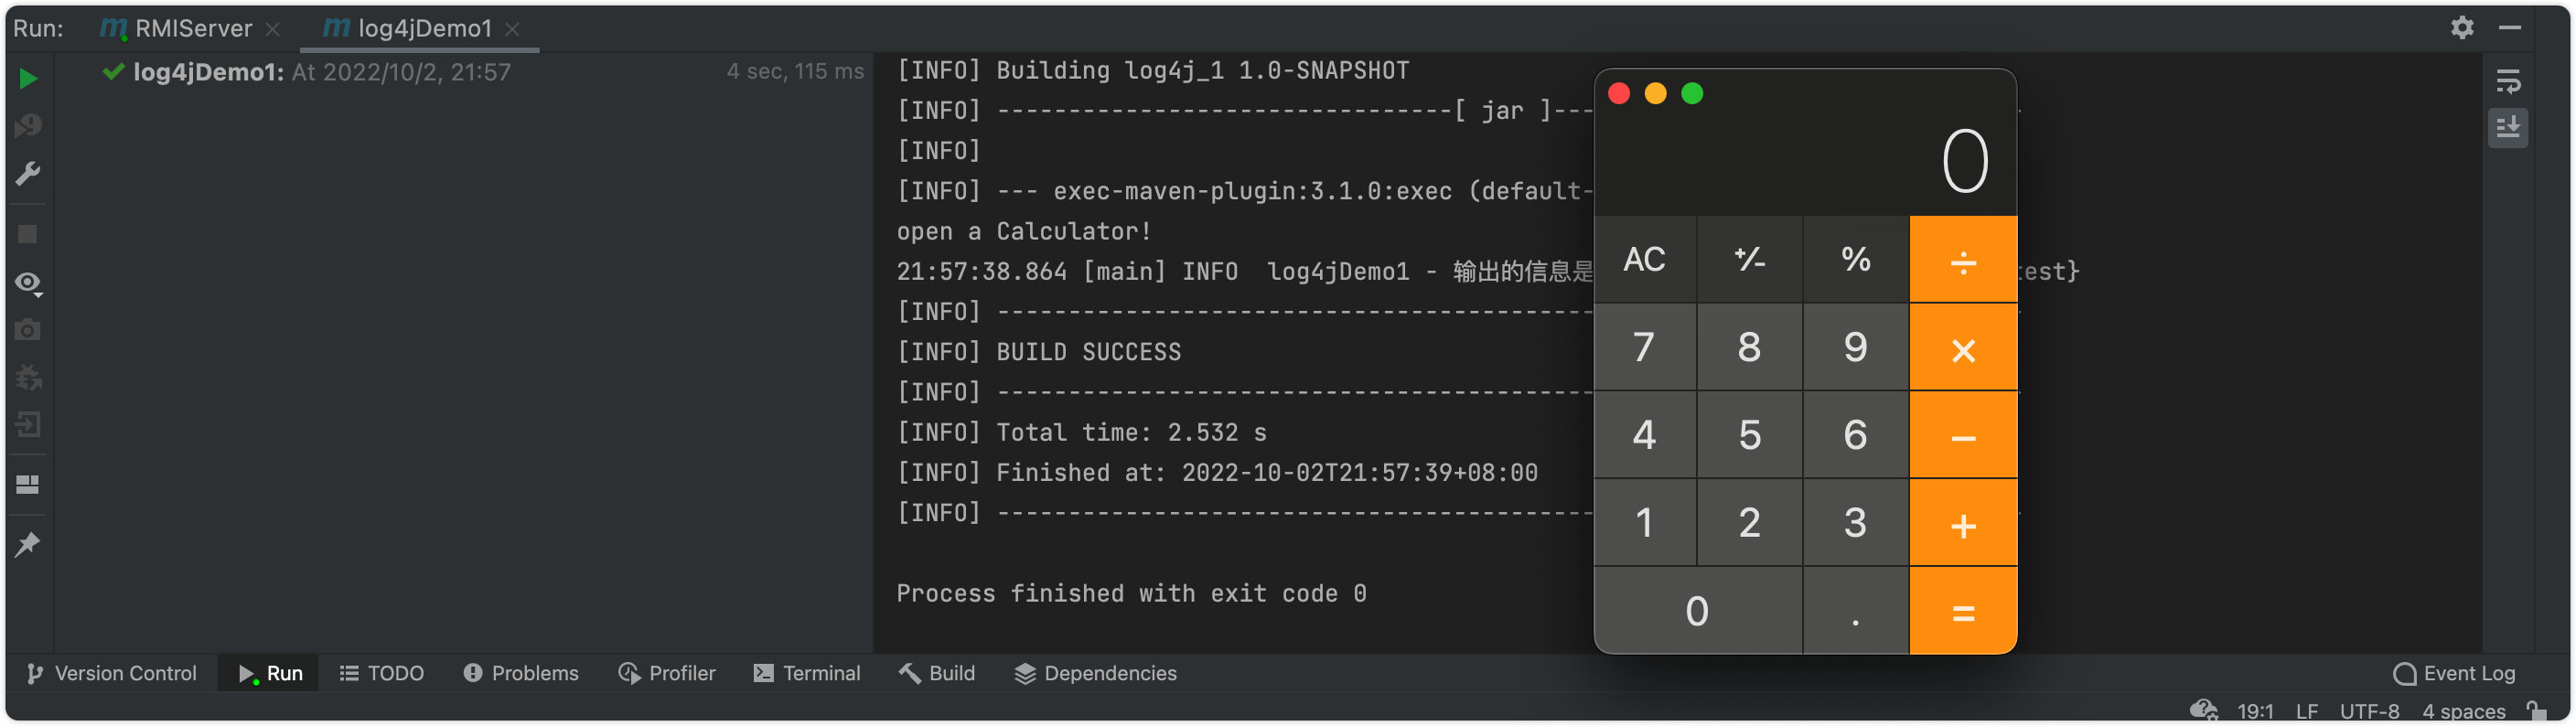 Run: RMIServer log4jDemo1
log4jDemo1: At 2022/10/2, 21:57 4 sec, 115 ms
[INFO] Building log4j_1 1.0-SNAPSHOT
[INFO] --------------------------------[ jar ]---
[INFO]
[INFO] --- exec-maven-plugin:3.1.0:exec (default-
open a Calculator!
21:57:38.864 [main] INFO  log4jDemo1 - 输出的信息是 est}
[INFO] ------------------------------------------
[INFO] BUILD SUCCESS
[INFO] ------------------------------------------
[INFO] Total time: 2.532 s
[INFO] Finished at: 2022-10-02T21:57:39+08:00
[INFO] ------------------------------------------
Process finished with exit code 0
0
AC +/- % ÷
7 8 9 ×
4 5 6 −
1 2 3 +
0 . =
Version Control Run TODO Problems Profiler Terminal Build Dependencies Event Log
19:1 LF UTF-8 4 spaces